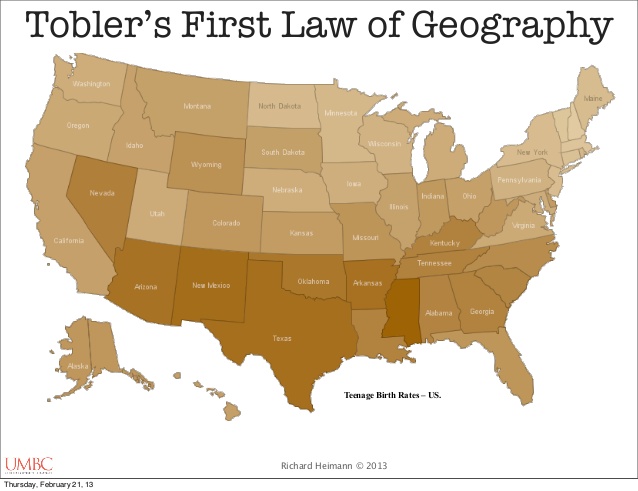 Tobler's First Law of Geography
Washington
Montana
North Dakota
Minnesota
Maine
Oregon
Idaho
Wisconsin
South Dakota
New York
Wyoming
Pennsylvania
Nevada
Nebraska
Iowa
Utah
Illinois
Indiana
Ohio
Colorado
Virginia
California
Kansas
Missouri
Kentucky
Tennessee
Arizona
New Mexico
Oklahoma
Arkansas
Alabama
Georgia
Texas
Alaska
Teenage Birth Rates – US.
UMBC
Richard Heimann © 2013
Thursday, February 21, 13